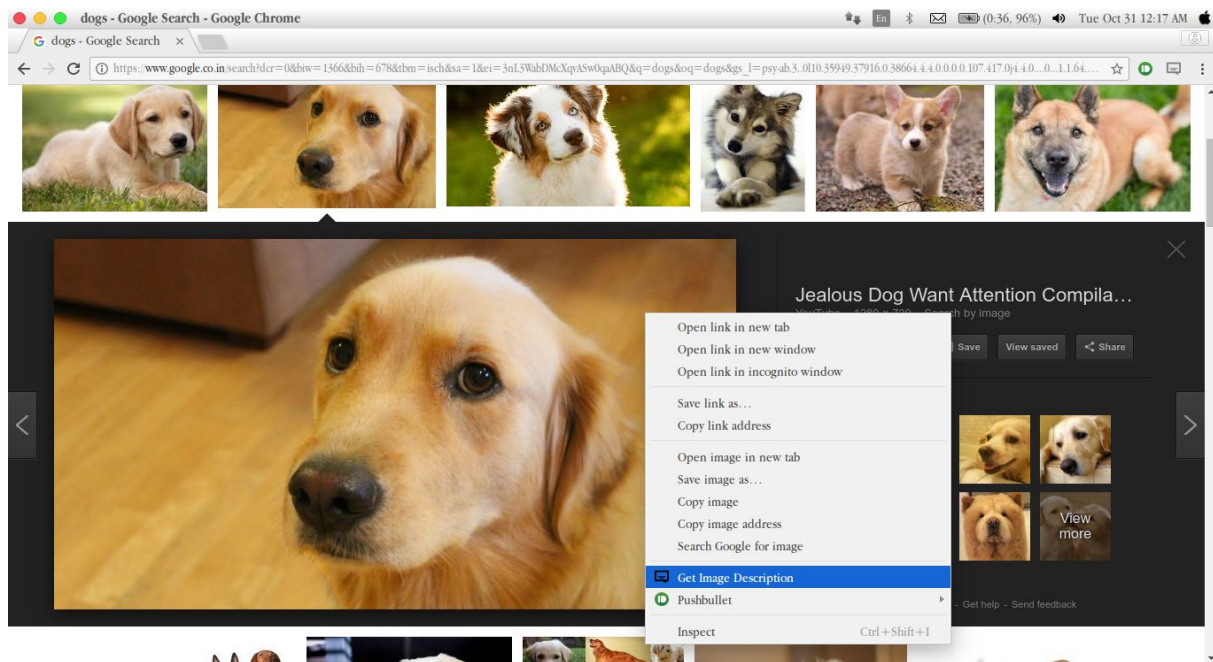 dogs - Google Search - Google Chrome
En
(0:36, 96%)
Tue Oct 31 12:17 AM
G dogs - Google Search
https://www.google.co.in/search?dcr=0&biw=1366&bih=678&tbm=isch&sa=1&ei=
&q=dogs&oq=dogs&gs_l=psy-ab.3..0l10.35949.37916.0.38664.4.4.0.0.0.0.107.417.0j4.4.0....0...1.1.64....
Jealous Dog Want Attention Compila...
YouTube
Search by image
Save
View saved
Share
Open link in new tab
Open link in new window
Open link in incognito window
Save link as...
Copy link address
Open image in new tab
Save image as...
Copy image
Copy image address
Search Google for image
View
more
Get Image Description
Pushbullet
- Get help - Send feedback
Inspect Ctrl+Shift+I